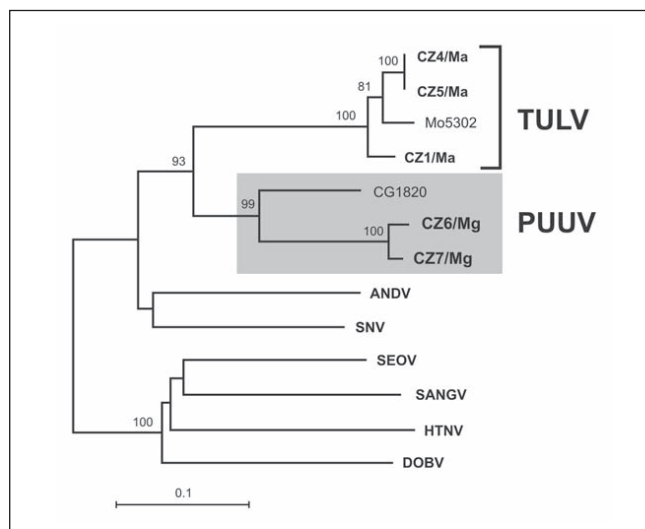 100
CZ4/Ma
81
CZ5/Ma
TULV
100
Mo5302
CZ1/Ma
93
CG1820
99
CZ6/Mg
PUUV
100
CZ7/Mg
ANDV
SNV
SEOV
SANGV
100
HTNV
DOBV
0.1